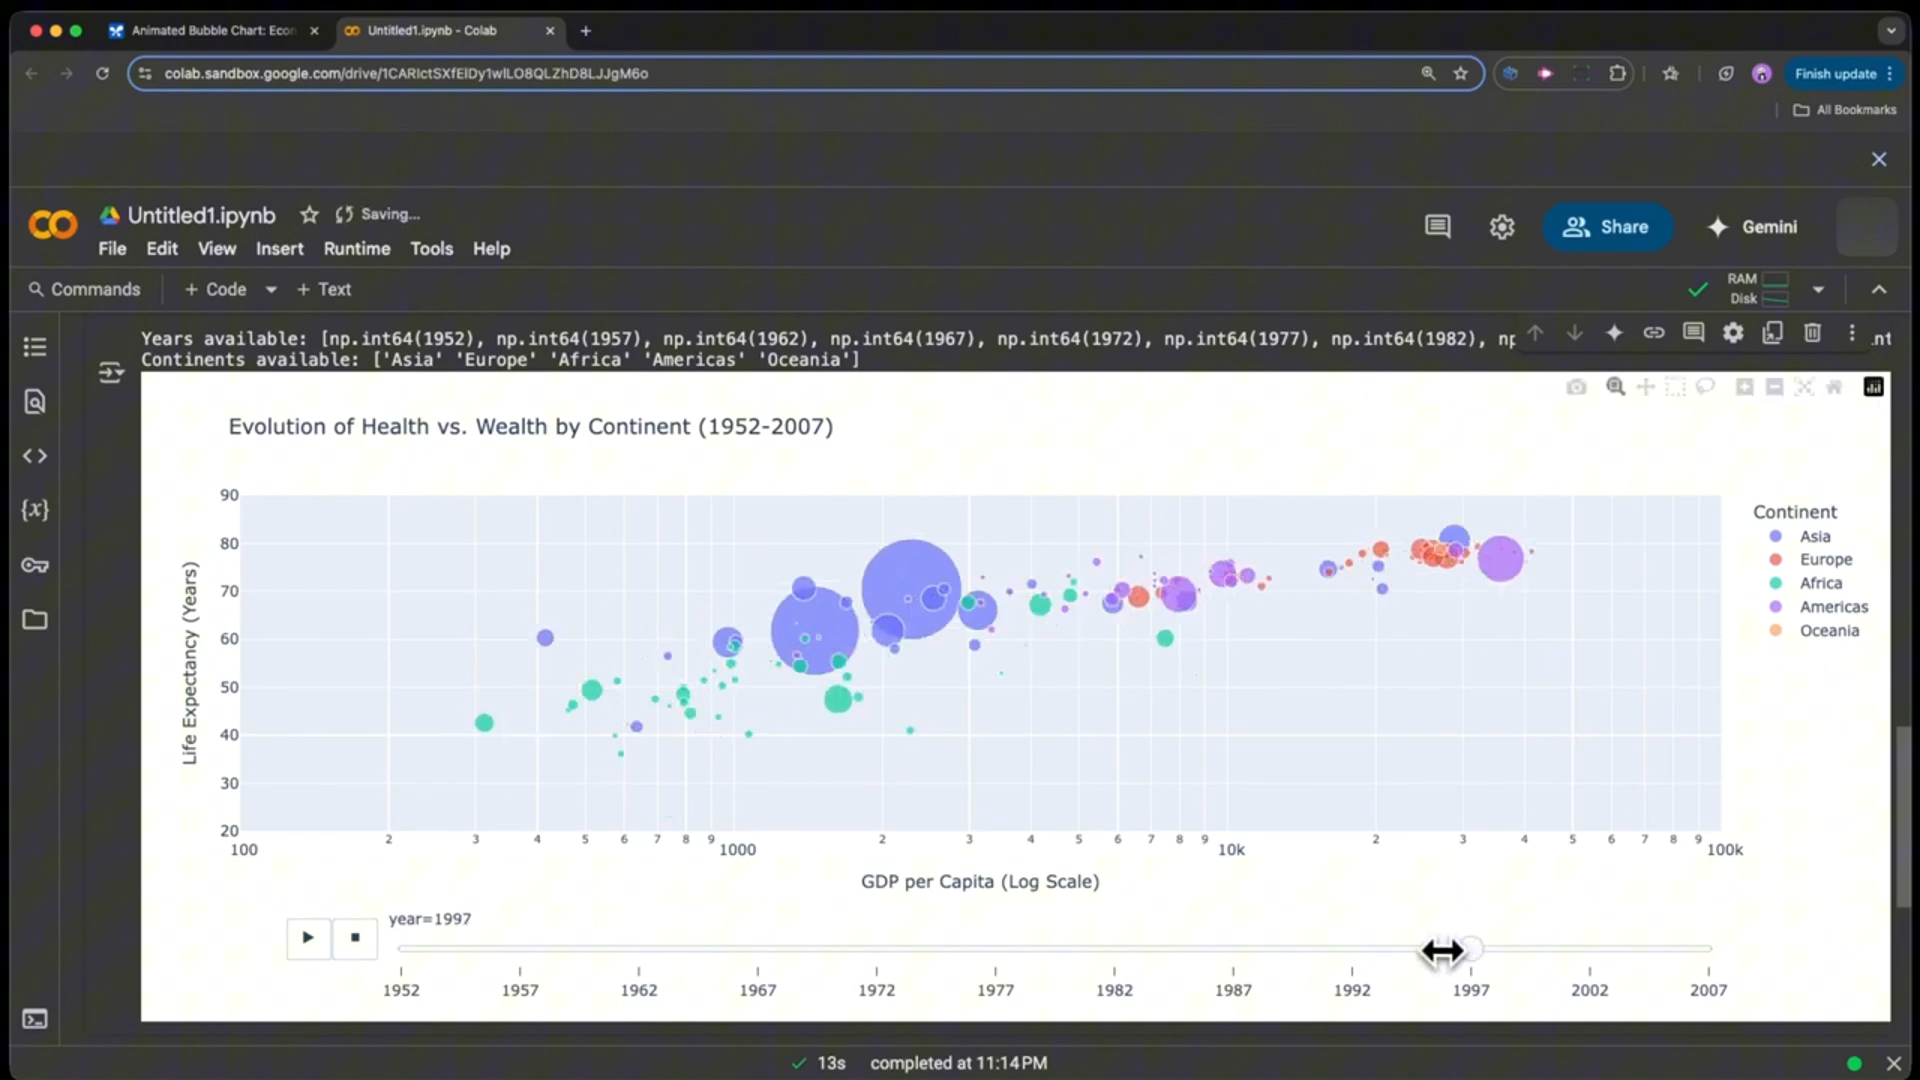 Animated Bubble Chart: Econ
Untitled1.ipynb - Colab
colab.sandbox.google.com/drive/1CARIctSXfElDy1wlLO8QLZhD8LJJgM6o
Finish update
All Bookmarks
Untitled1.ipynb
Saving...
File Edit View Insert Runtime Tools Help
Share
Gemini
Commands
+ Code
+ Text
RAM
Disk
Years available: [np.int64(1952), np.int64(1957), np.int64(1962), np.int64(1967), np.int64(1972), np.int64(1977), np.int64(1982), np
nt
Continents available: ['Asia' 'Europe' 'Africa' 'Americas' 'Oceania']
Evolution of Health vs. Wealth by Continent (1952-2007)
Continent
Asia
Europe
Africa
Americas
Oceania
Life Expectancy (Years)
90
80
70
60
50
40
30
20
2 3 4 5 6 7 8 9 2 3 4 5 6 7 8 9 2 3 4 5 6 7 8 9
100 1000 10k 100k
GDP per Capita (Log Scale)
year=1997
1952 1957 1962 1967 1972 1977 1982 1987 1992 1997 2002 2007
13s completed at 11:14 PM